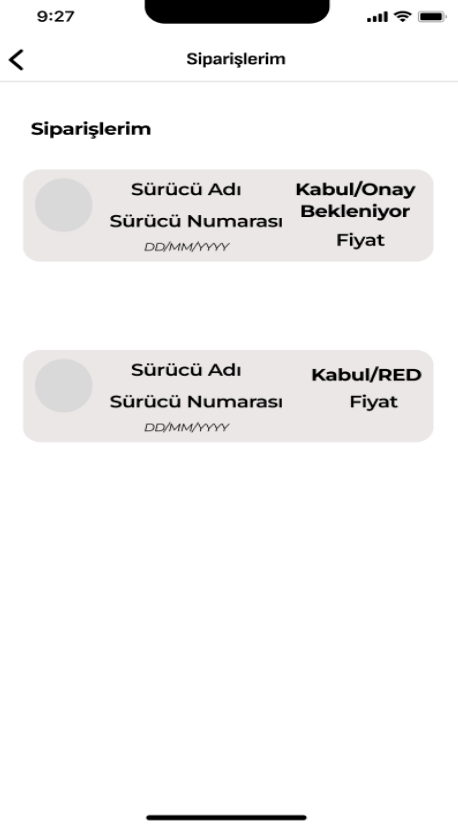 9:27
Siparişlerim
Siparişlerim
Sürücü Adı
Sürücü Numarası
DD/MM/YYYY
Kabul/Onay
Bekleniyor
Fiyat
Sürücü Adı
Sürücü Numarası
DD/MM/YYYY
Kabul/RED
Fiyat